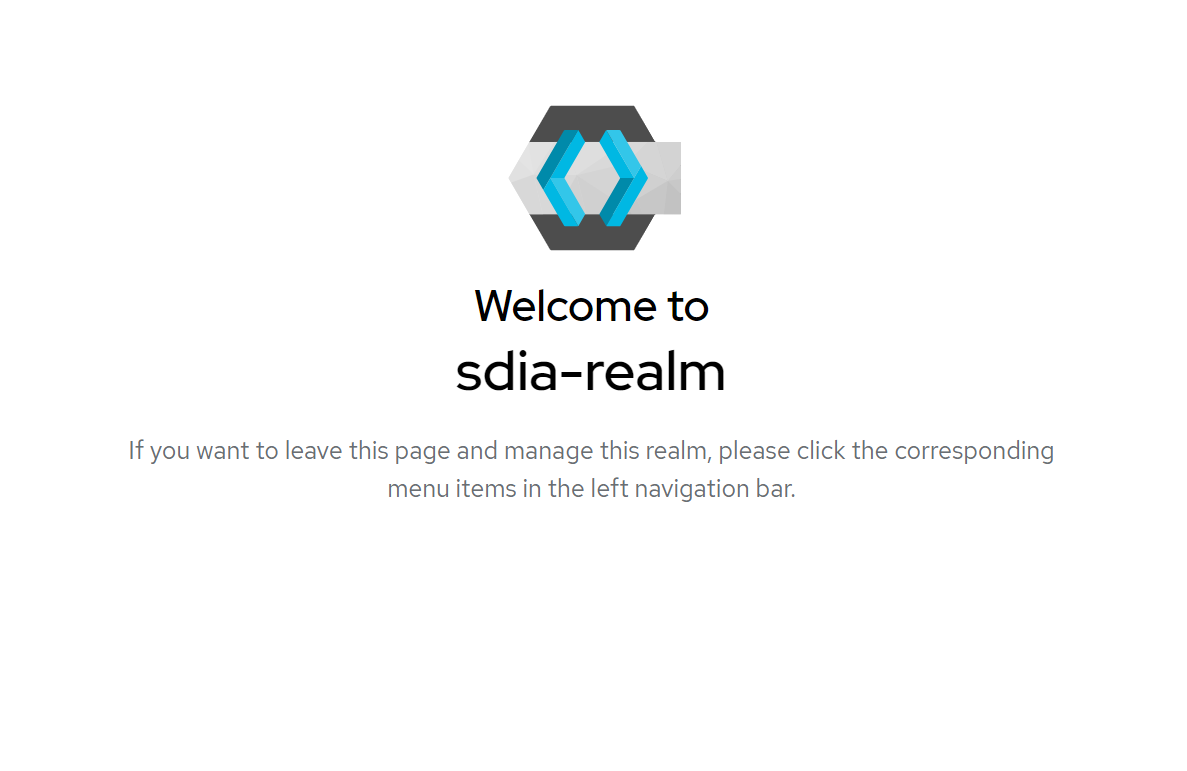 Welcome to
sdia-realm
If you want to leave this page and manage this realm, please click the corresponding
menu items in the left navigation bar.